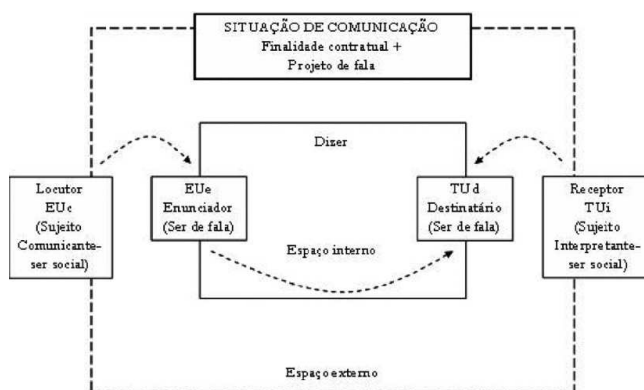 SITUAÇÃO DE COMUNICAÇÃO
Finalidade contratual +
Projeto de fala
Dizer
Locutor
EUc
(Sujeito
Comunicante-
ser social)
EUe
Enunciador
(Ser de fala)
TUd
Destinatário
(Ser de fala)
Receptor
TUi
(Sujeito
Interpretante-
ser social)
Espaço interno
Espaço externo